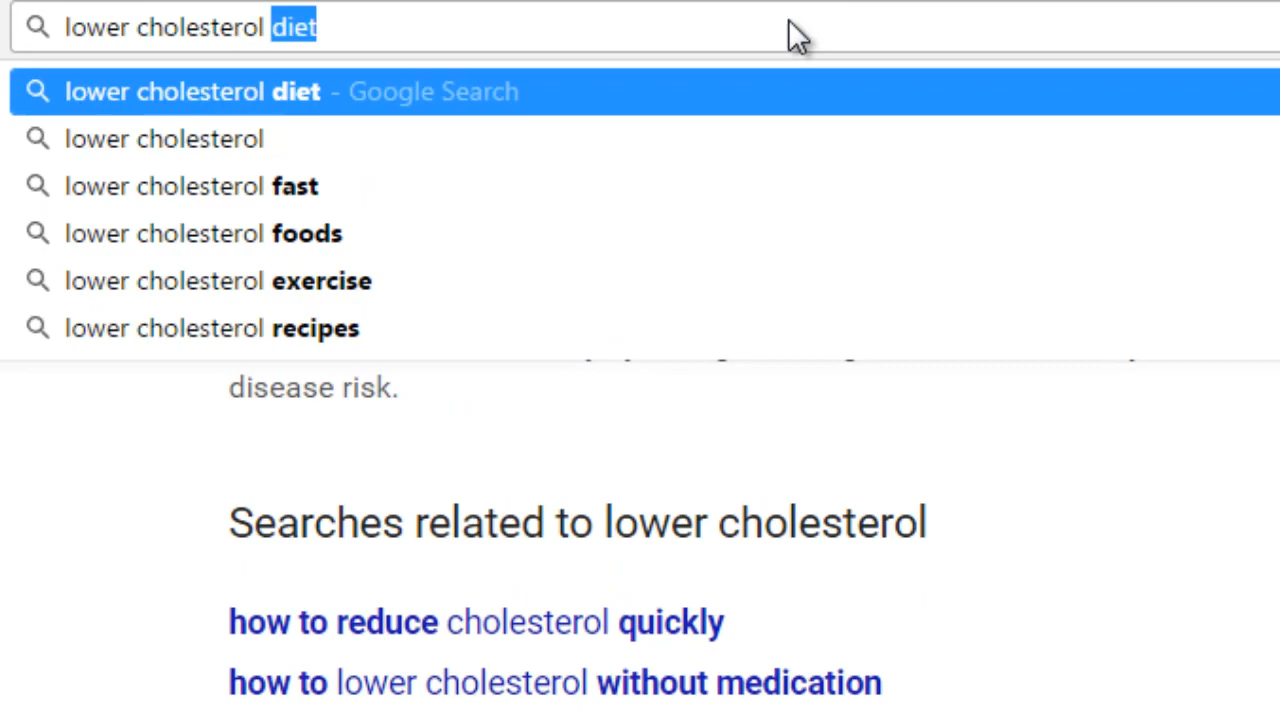 lower cholesterol diet
lower cholesterol diet - Google Search
lower cholesterol
lower cholesterol fast
lower cholesterol foods
lower cholesterol exercise
lower cholesterol recipes
disease risk.
Searches related to lower cholesterol
how to reduce cholesterol quickly
how to lower cholesterol without medication